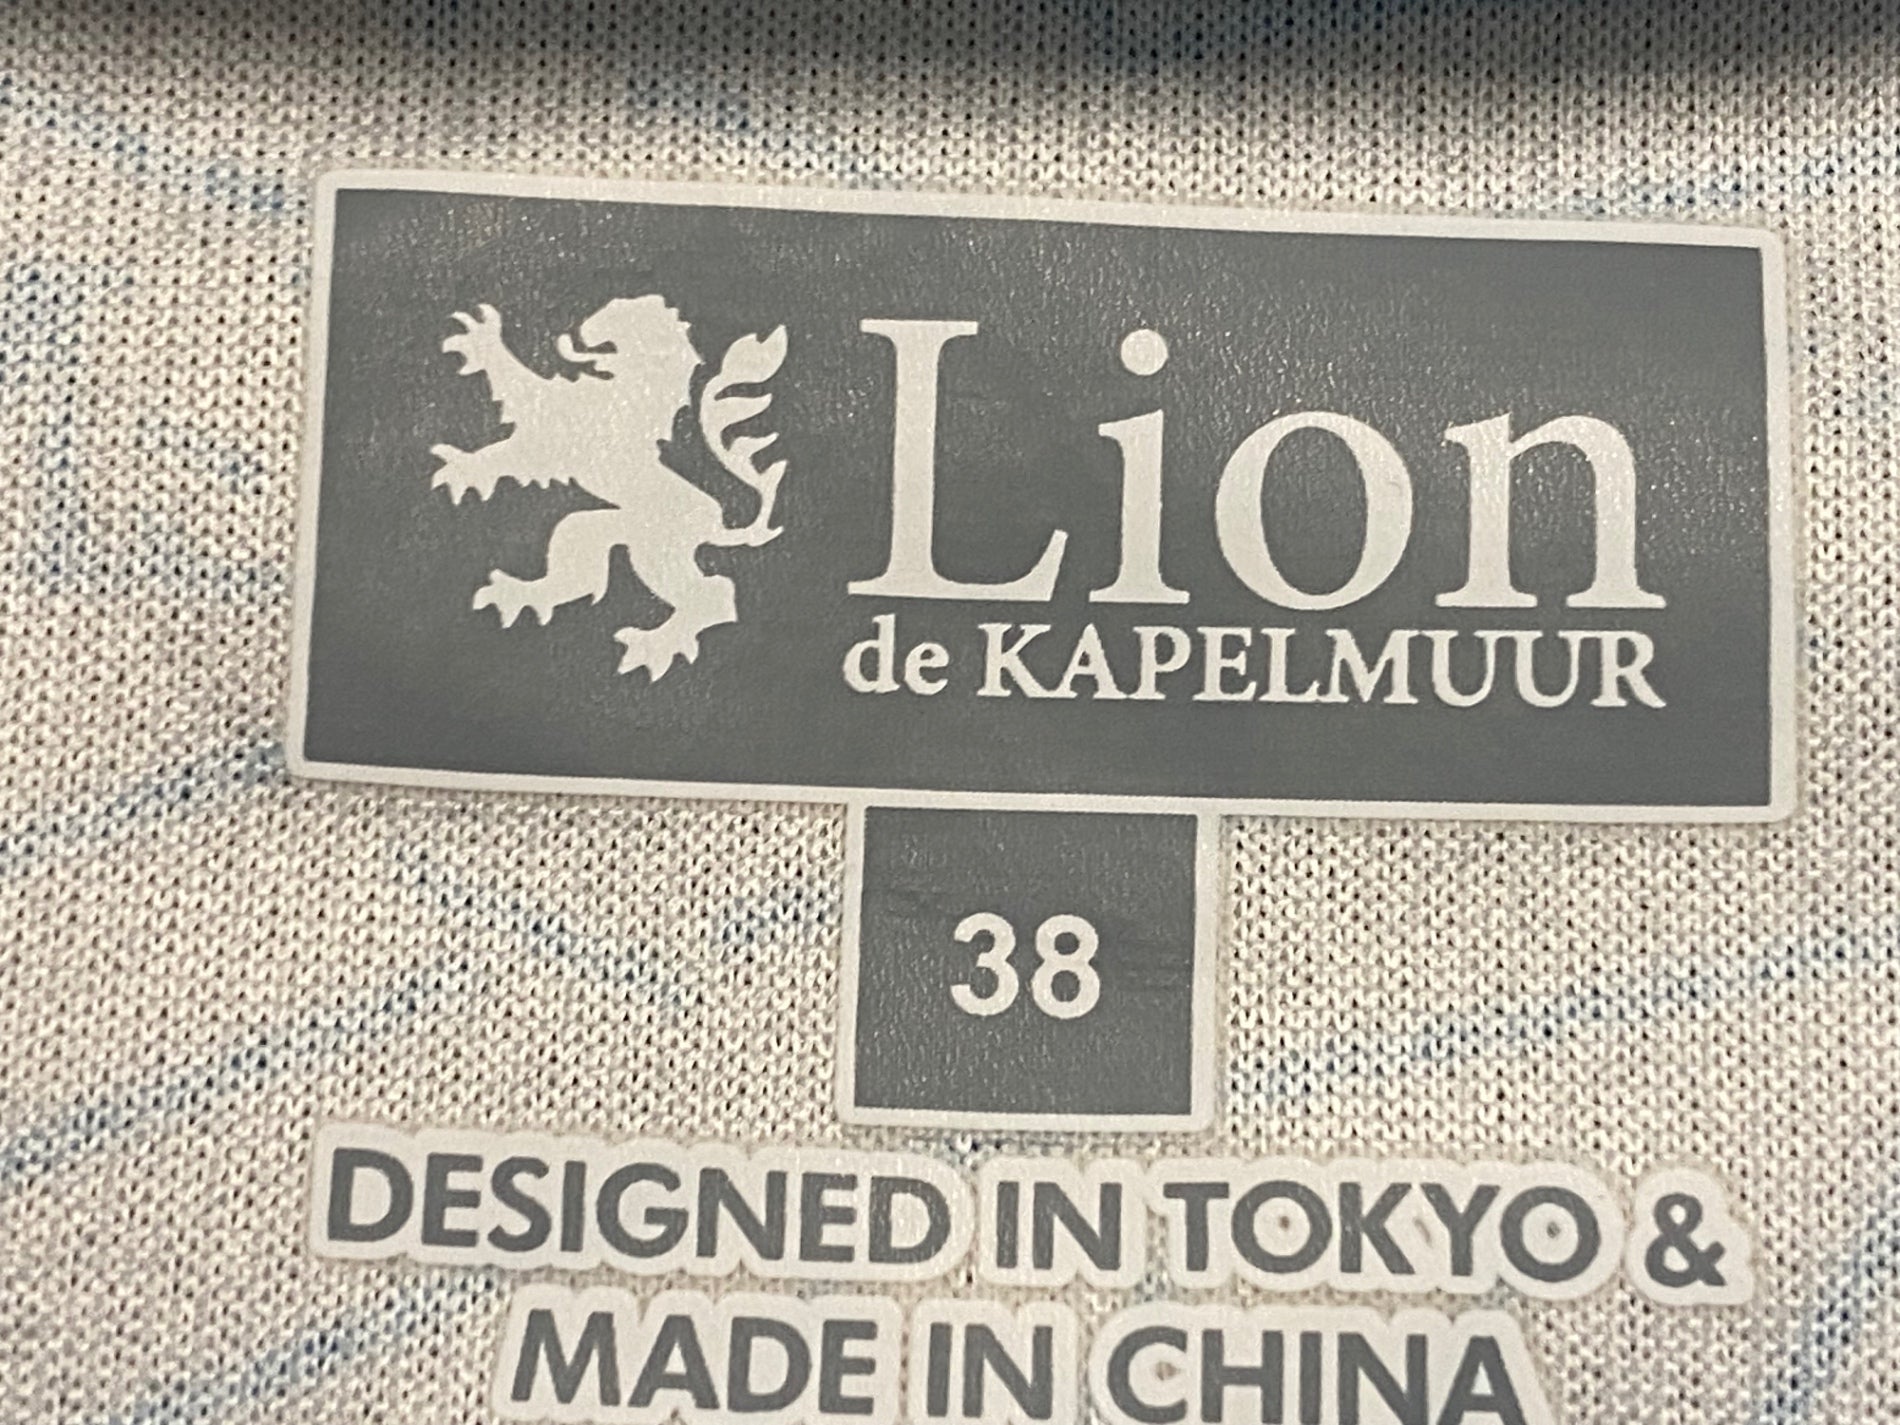 Lion
de KAPELMUUR
38
DESIGNED IN TOKYO &
MADE IN CHINA